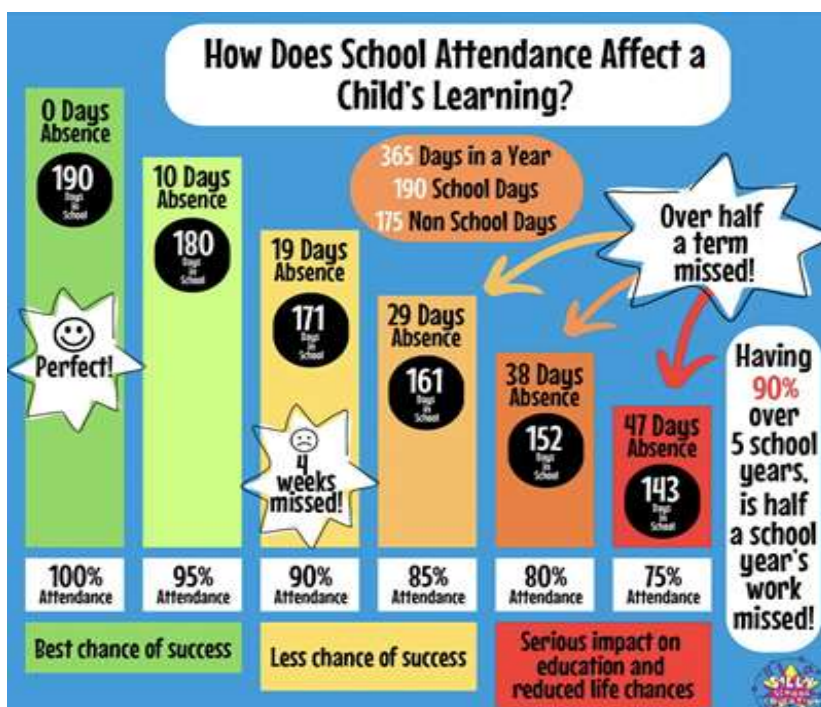 How Does School Attendance Affect a
Child's Learning?
365 Days in a Year
190 School Days
175 Non School Days
Over half
a term
missed!
0 Days
Absence
190
Days
in
School
Perfect!
100%
Attendance
10 Days
Absence
180
Days
in
School
95%
Attendance
19 Days
Absence
171
Days
in
School
4
weeks
missed!
90%
Attendance
29 Days
Absence
161
Days
in
School
85%
Attendance
38 Days
Absence
152
Days
in
School
80%
Attendance
47 Days
Absence
143
Days
in
School
75%
Attendance
Having
90%
over
5 school
years,
is half
a school
year's
work
missed!
Best chance of success
Less chance of success
Serious impact on
education and
reduced life chances
SILLY
School